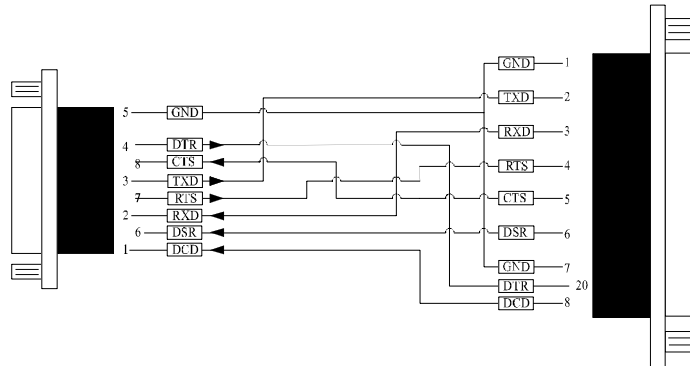 5 GND
4 DTR
8 CTS
3 TXD
7 RTS
2 RXD
6 DSR
1 DCD
GND 1
TXD 2
RXD 3
RTS 4
CTS 5
DSR 6
GND 7
DTR 20
DCD 8